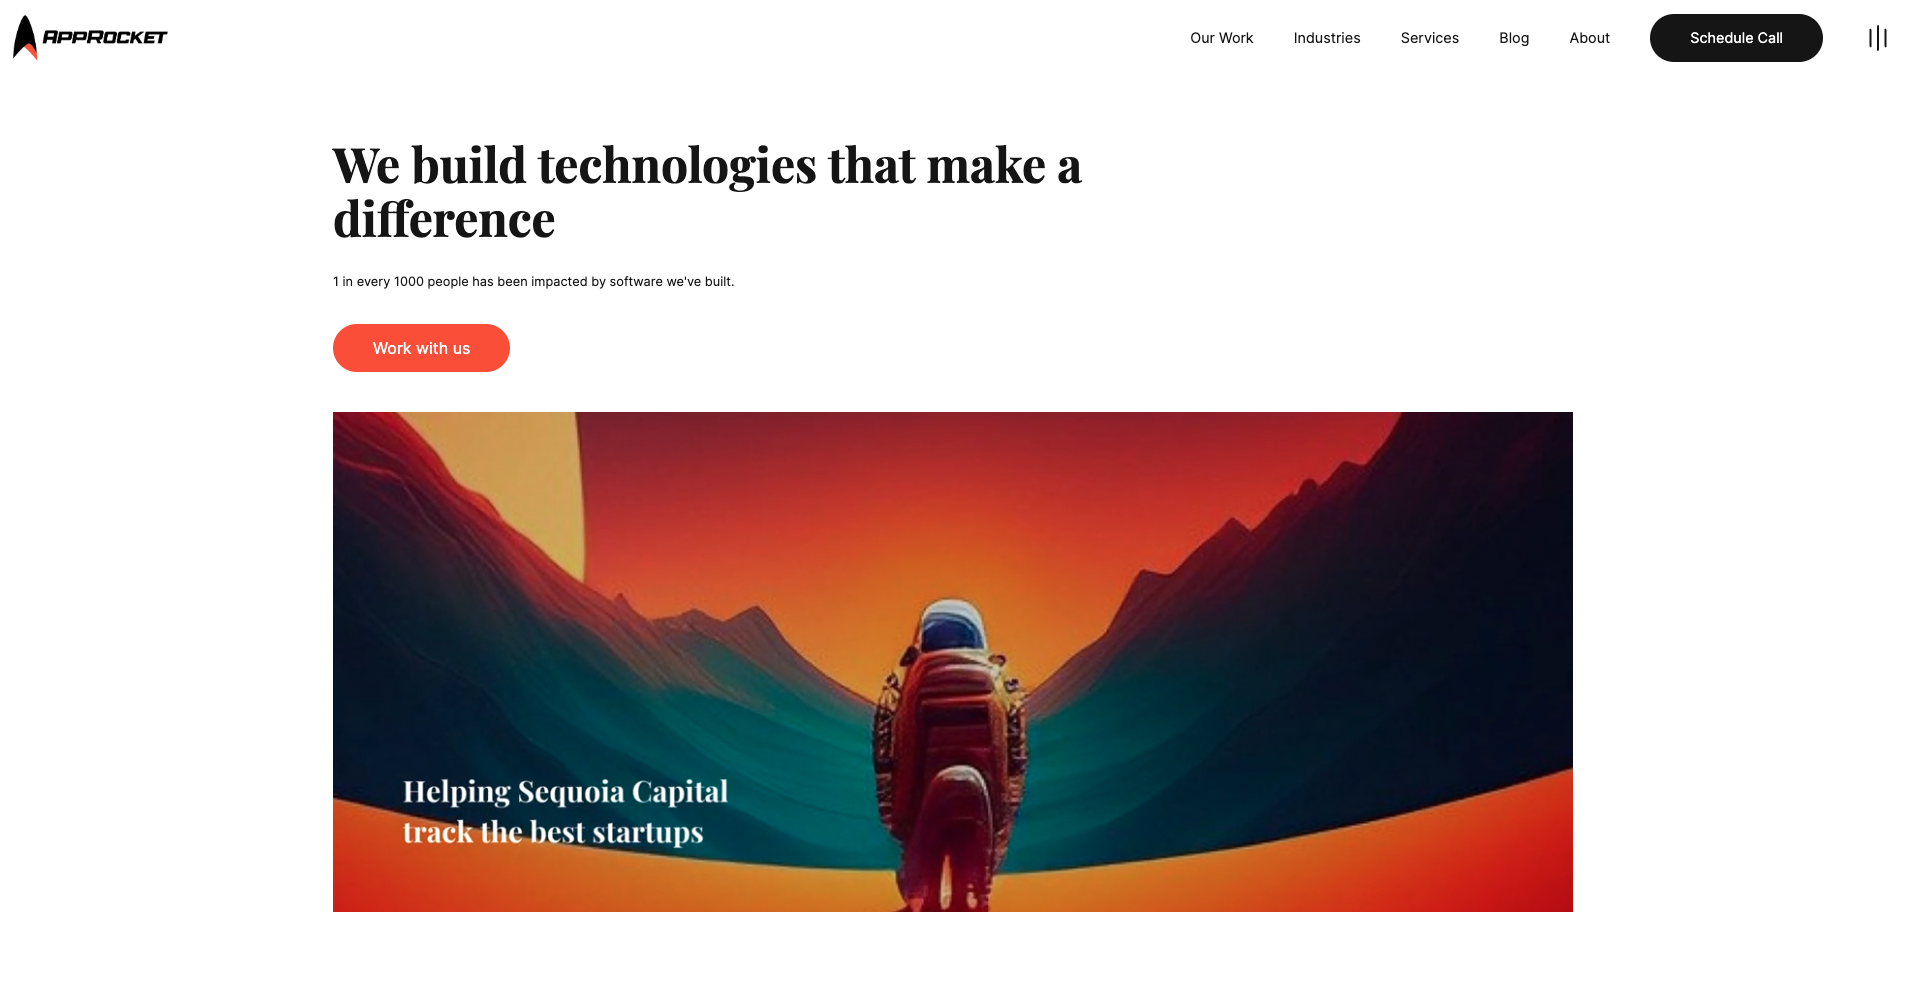 APPROCKET
Our Work
Industries
Services
Blog
About
Schedule Call
We build technologies that make a
difference
1 in every 1000 people has been impacted by software we've built.
Work with us
Helping Sequoia Capital
track the best startups